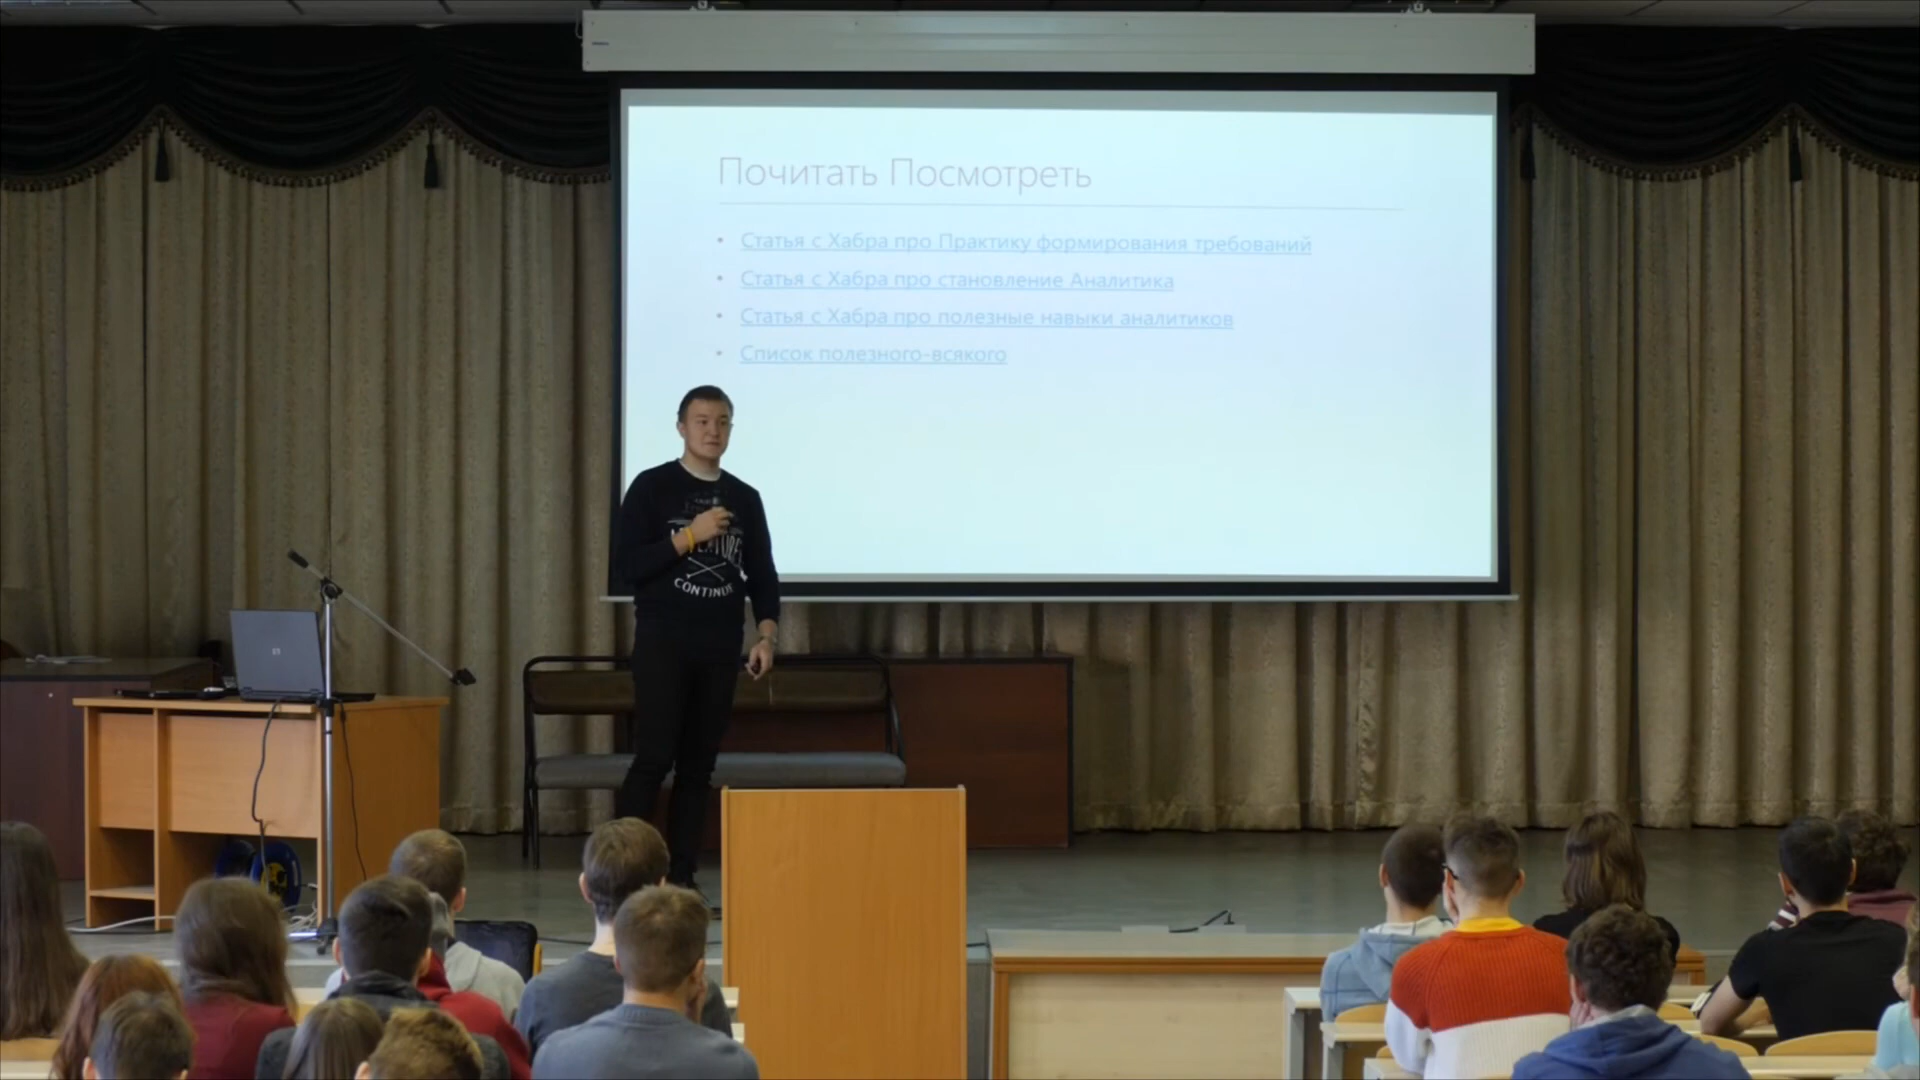 Почитать Посмотреть
• Статья с Хабра про Практику формирования требований
• Статья с Хабра про становление Аналитика
• Статья с Хабра про полезные навыки аналитиков
• Список полезного-всякого
CONTINUE